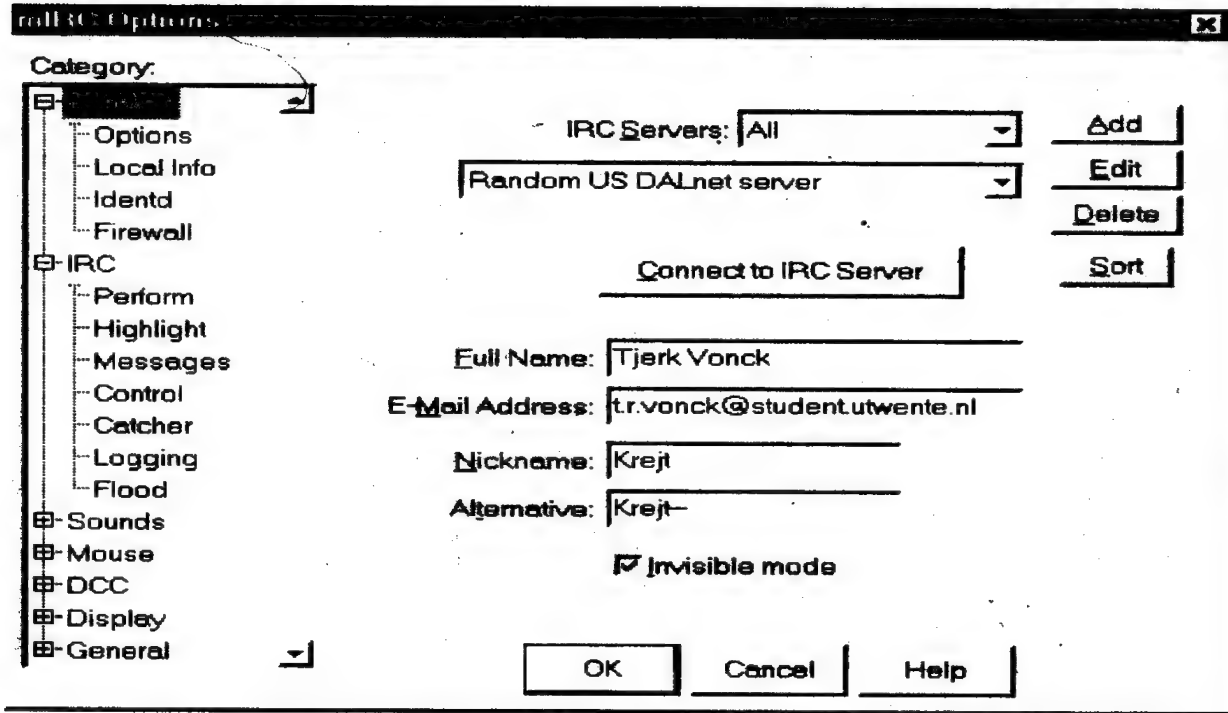 mIRC Options
Category:
Options
Local Info
Identd
Firewall
IRC
Perform
Highlight
Messages
Control
Catcher
Logging
Flood
Sounds
Mouse
DCC
Display
General
IRC Servers: All
Random US DALnet server
Add
Edit
Delete
Sort
Connect to IRC Server
Full Name: Tjerk Vonck
E-Mail Address: t.r.vonck@student.utwente.nl
Nickname: Krejt
Alternative: Krejt-
Invisible mode
OK Cancel Help